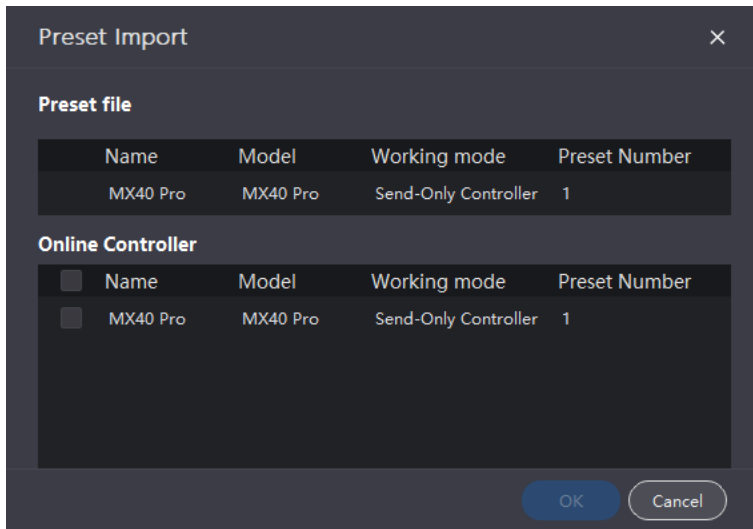 Preset Import
Preset file
Name Model Working mode Preset Number
MX40 Pro MX40 Pro Send-Only Controller 1
Online Controller
Name Model Working mode Preset Number
MX40 Pro MX40 Pro Send-Only Controller 1
OK Cancel